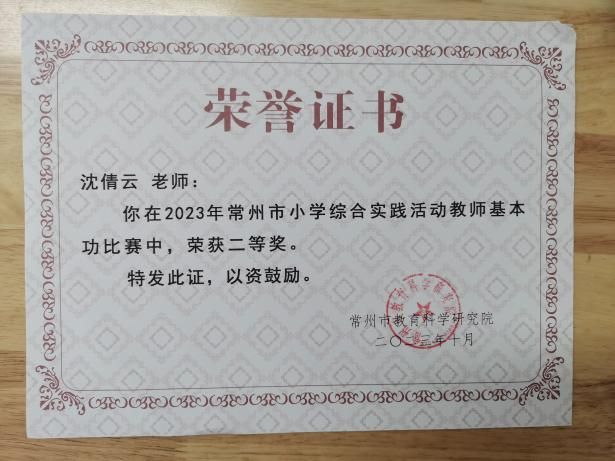 荣誉证书
沈倩云 老师：
你在2023年常州市小学综合实践活动教师基本
功比赛中，荣获二等奖。
特发此证，以资鼓励。
常州市教育科学研究院
二〇二三年十月